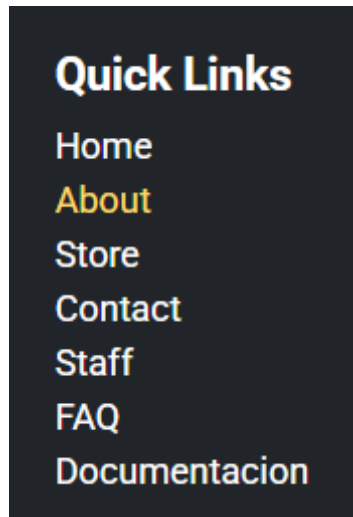 Quick Links
Home
About
Store
Contact
Staff
FAQ
Documentacion